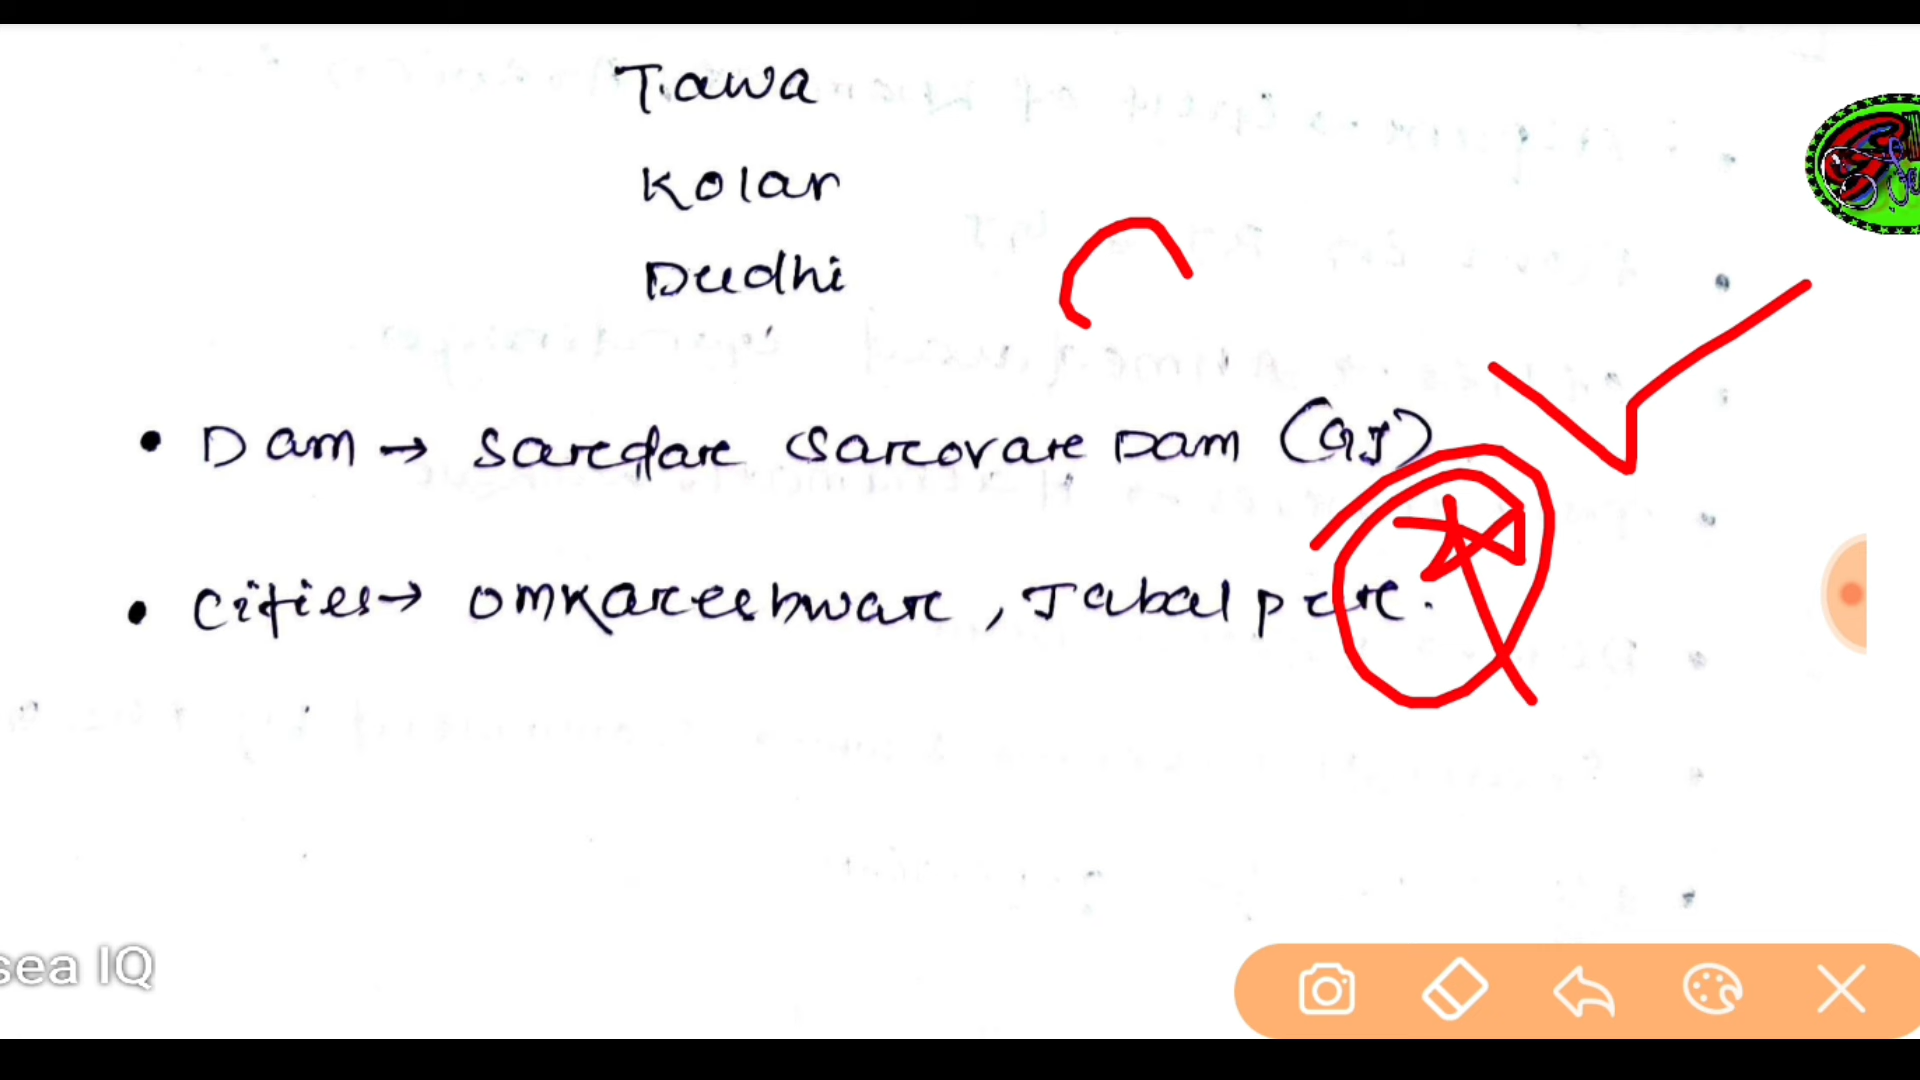 Tawa
Kolar
Dudhi
• Dam → Sardar Sarovar Dam (GJ)
• Cities → Omkareshwar, Jabalpur.
sea IQ